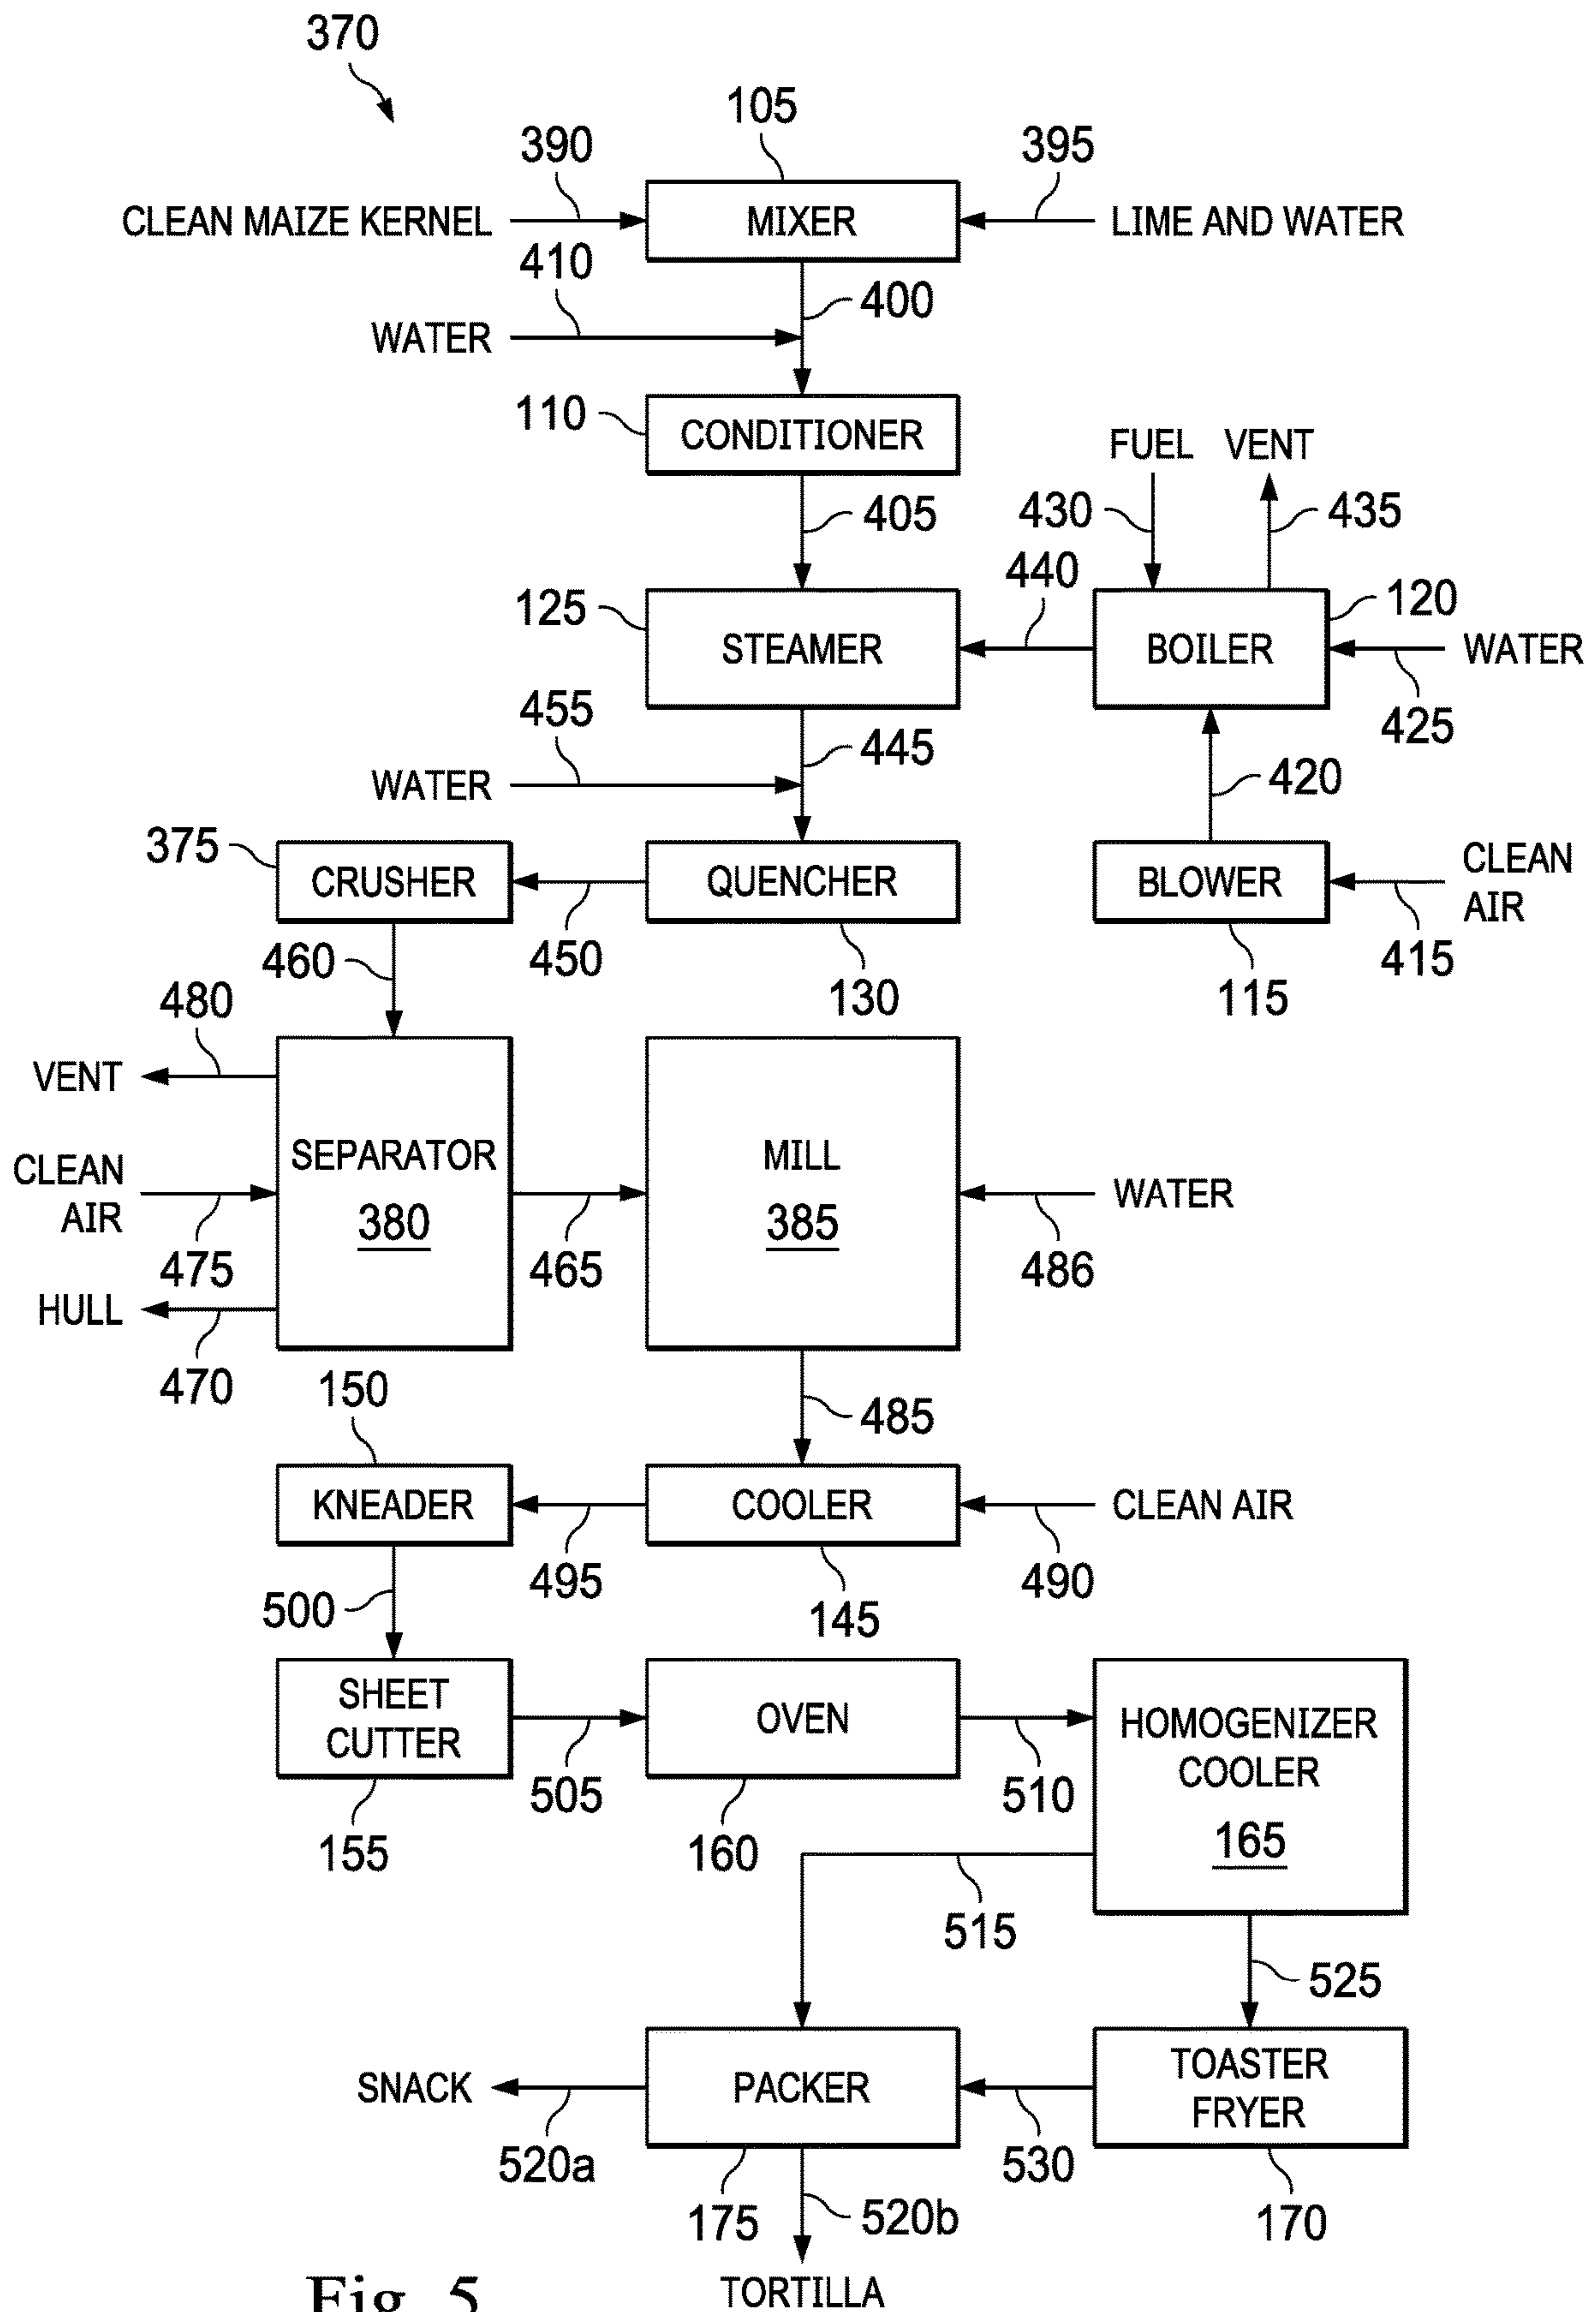 370
105
390
395
CLEAN MAIZE KERNEL
MIXER
LIME AND WATER
410
400
WATER
110
CONDITIONER
FUEL
VENT
405
430
435
440
125
STEAMER
BOILER
120
WATER
425
455
445
WATER
420
375
CRUSHER
QUENCHER
BLOWER
CLEAN
AIR
460
450
130
415
115
480
VENT
SEPARATOR
380
MILL
385
CLEAN
AIR
WATER
475
465
486
HULL
470
150
485
KNEADER
COOLER
CLEAN AIR
495
490
500
145
SHEET
CUTTER
OVEN
HOMOGENIZER
COOLER
165
505
510
155
160
515
525
SNACK
PACKER
TOASTER
FRYER
520a
530
175
520b
170
TORTILLA
Fig. 5